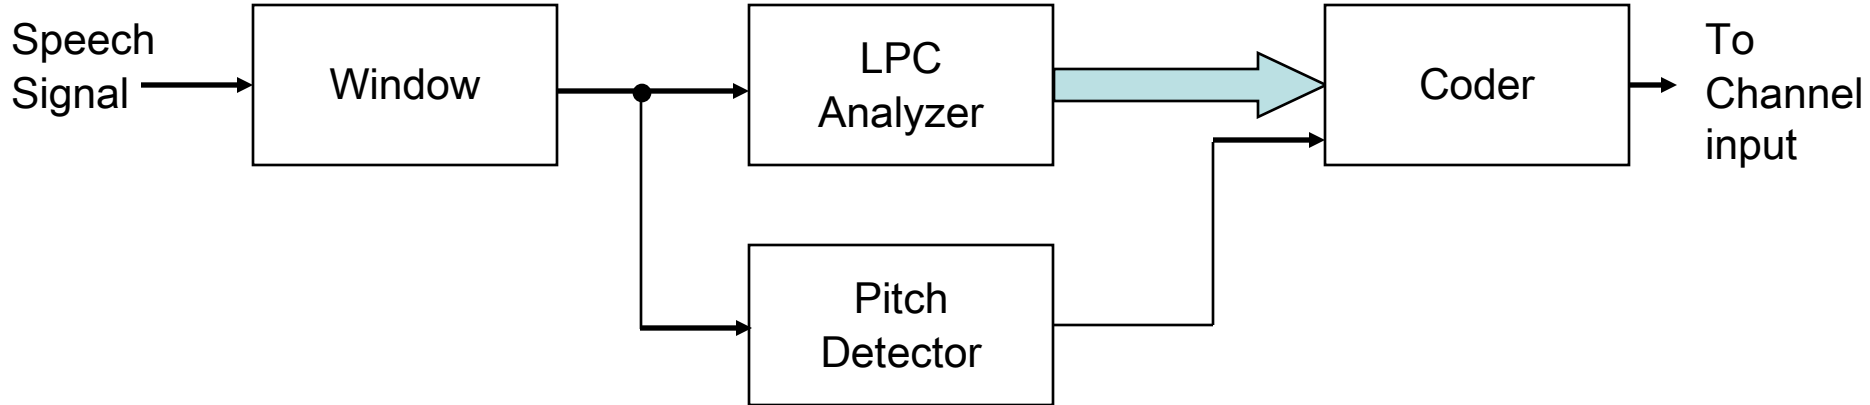 Speech
Signal
Window
LPC
Analyzer
Coder
To
Channel
input
Pitch
Detector